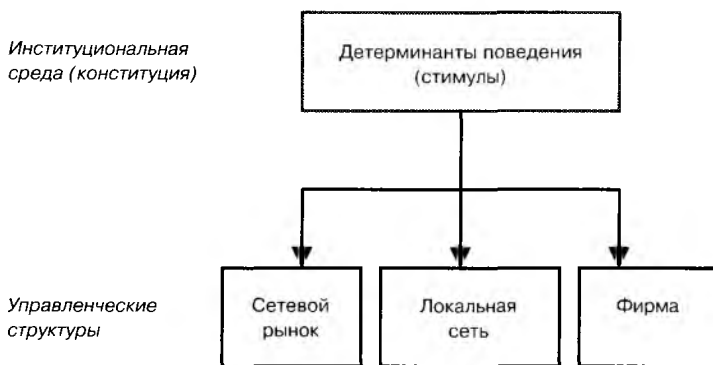 Институциональная
среда (конституция)
Детерминанты поведения
(стимулы)
Управленческие
структуры
Сетевой
рынок
Локальная
сеть
Фирма